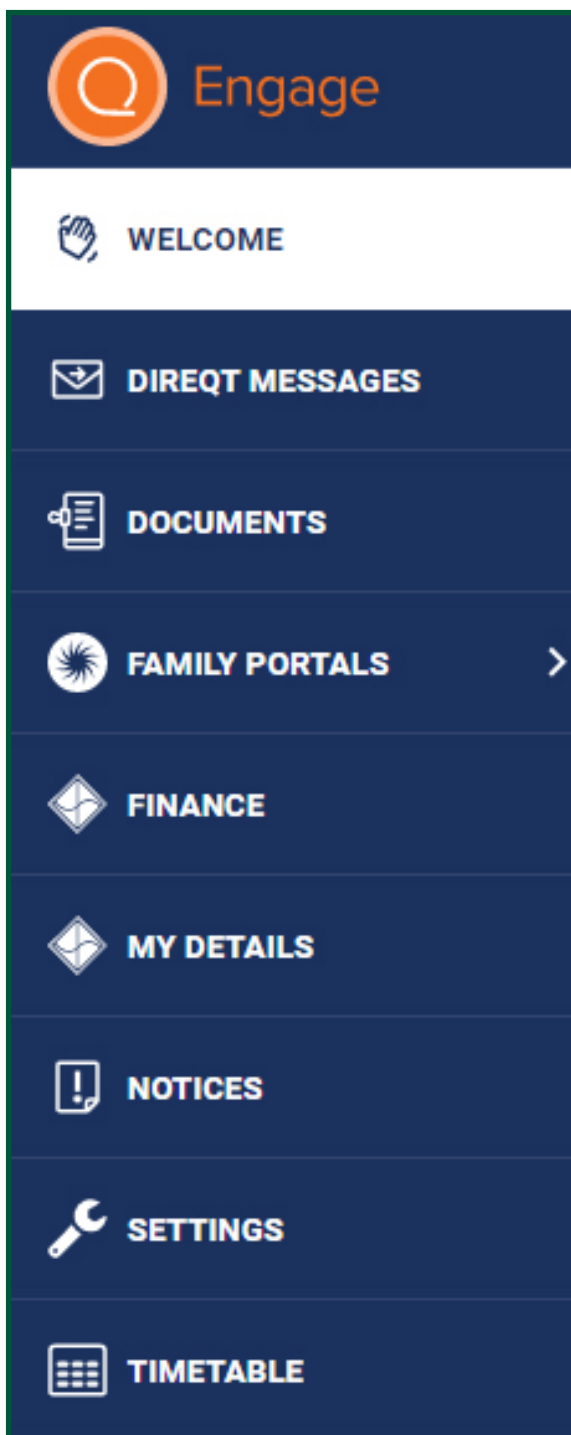 Engage
WELCOME
DIREQT MESSAGES
DOCUMENTS
FAMILY PORTALS
FINANCE
MY DETAILS
NOTICES
SETTINGS
TIMETABLE